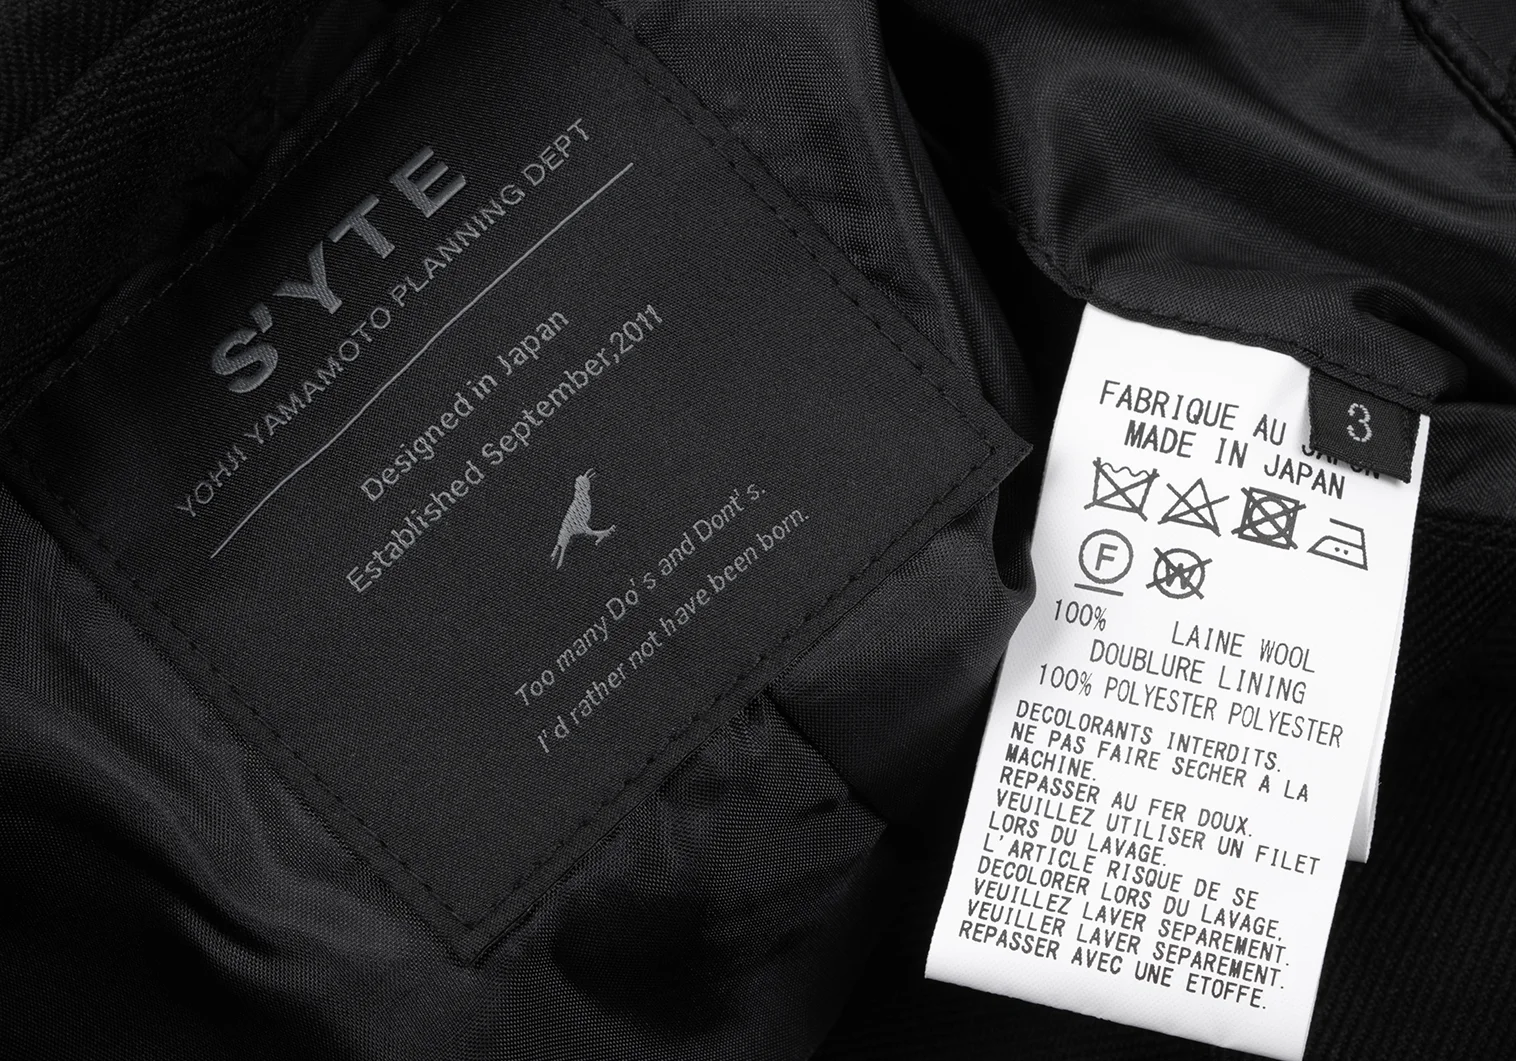 S'YTE
YOHJI YAMAMOTO PLANNING DEPT
Designed in Japan
Established September,2011
Too many Do's and Dont's.
I'd rather not have been born.
3
FABRIQUE AU JAPON
MADE IN JAPAN
F
W
100% LAINE WOOL
DOUBLURE LINING
100% POLYESTER POLYESTER
DECOLORANTS INTERDITS.
NE PAS FAIRE SECHER A LA
MACHINE.
REPASSER AU FER DOUX.
VEUILLEZ UTILISER UN FILET
LORS DU LAVAGE.
L'ARTICLE RISQUE DE SE
DECOLORER LORS DU LAVAGE,
VEUILLEZ LAVER SEPAREMENT.
VEUILLER LAVER SEPAREMENT.
REPASSER AVEC UNE ETOFFE.